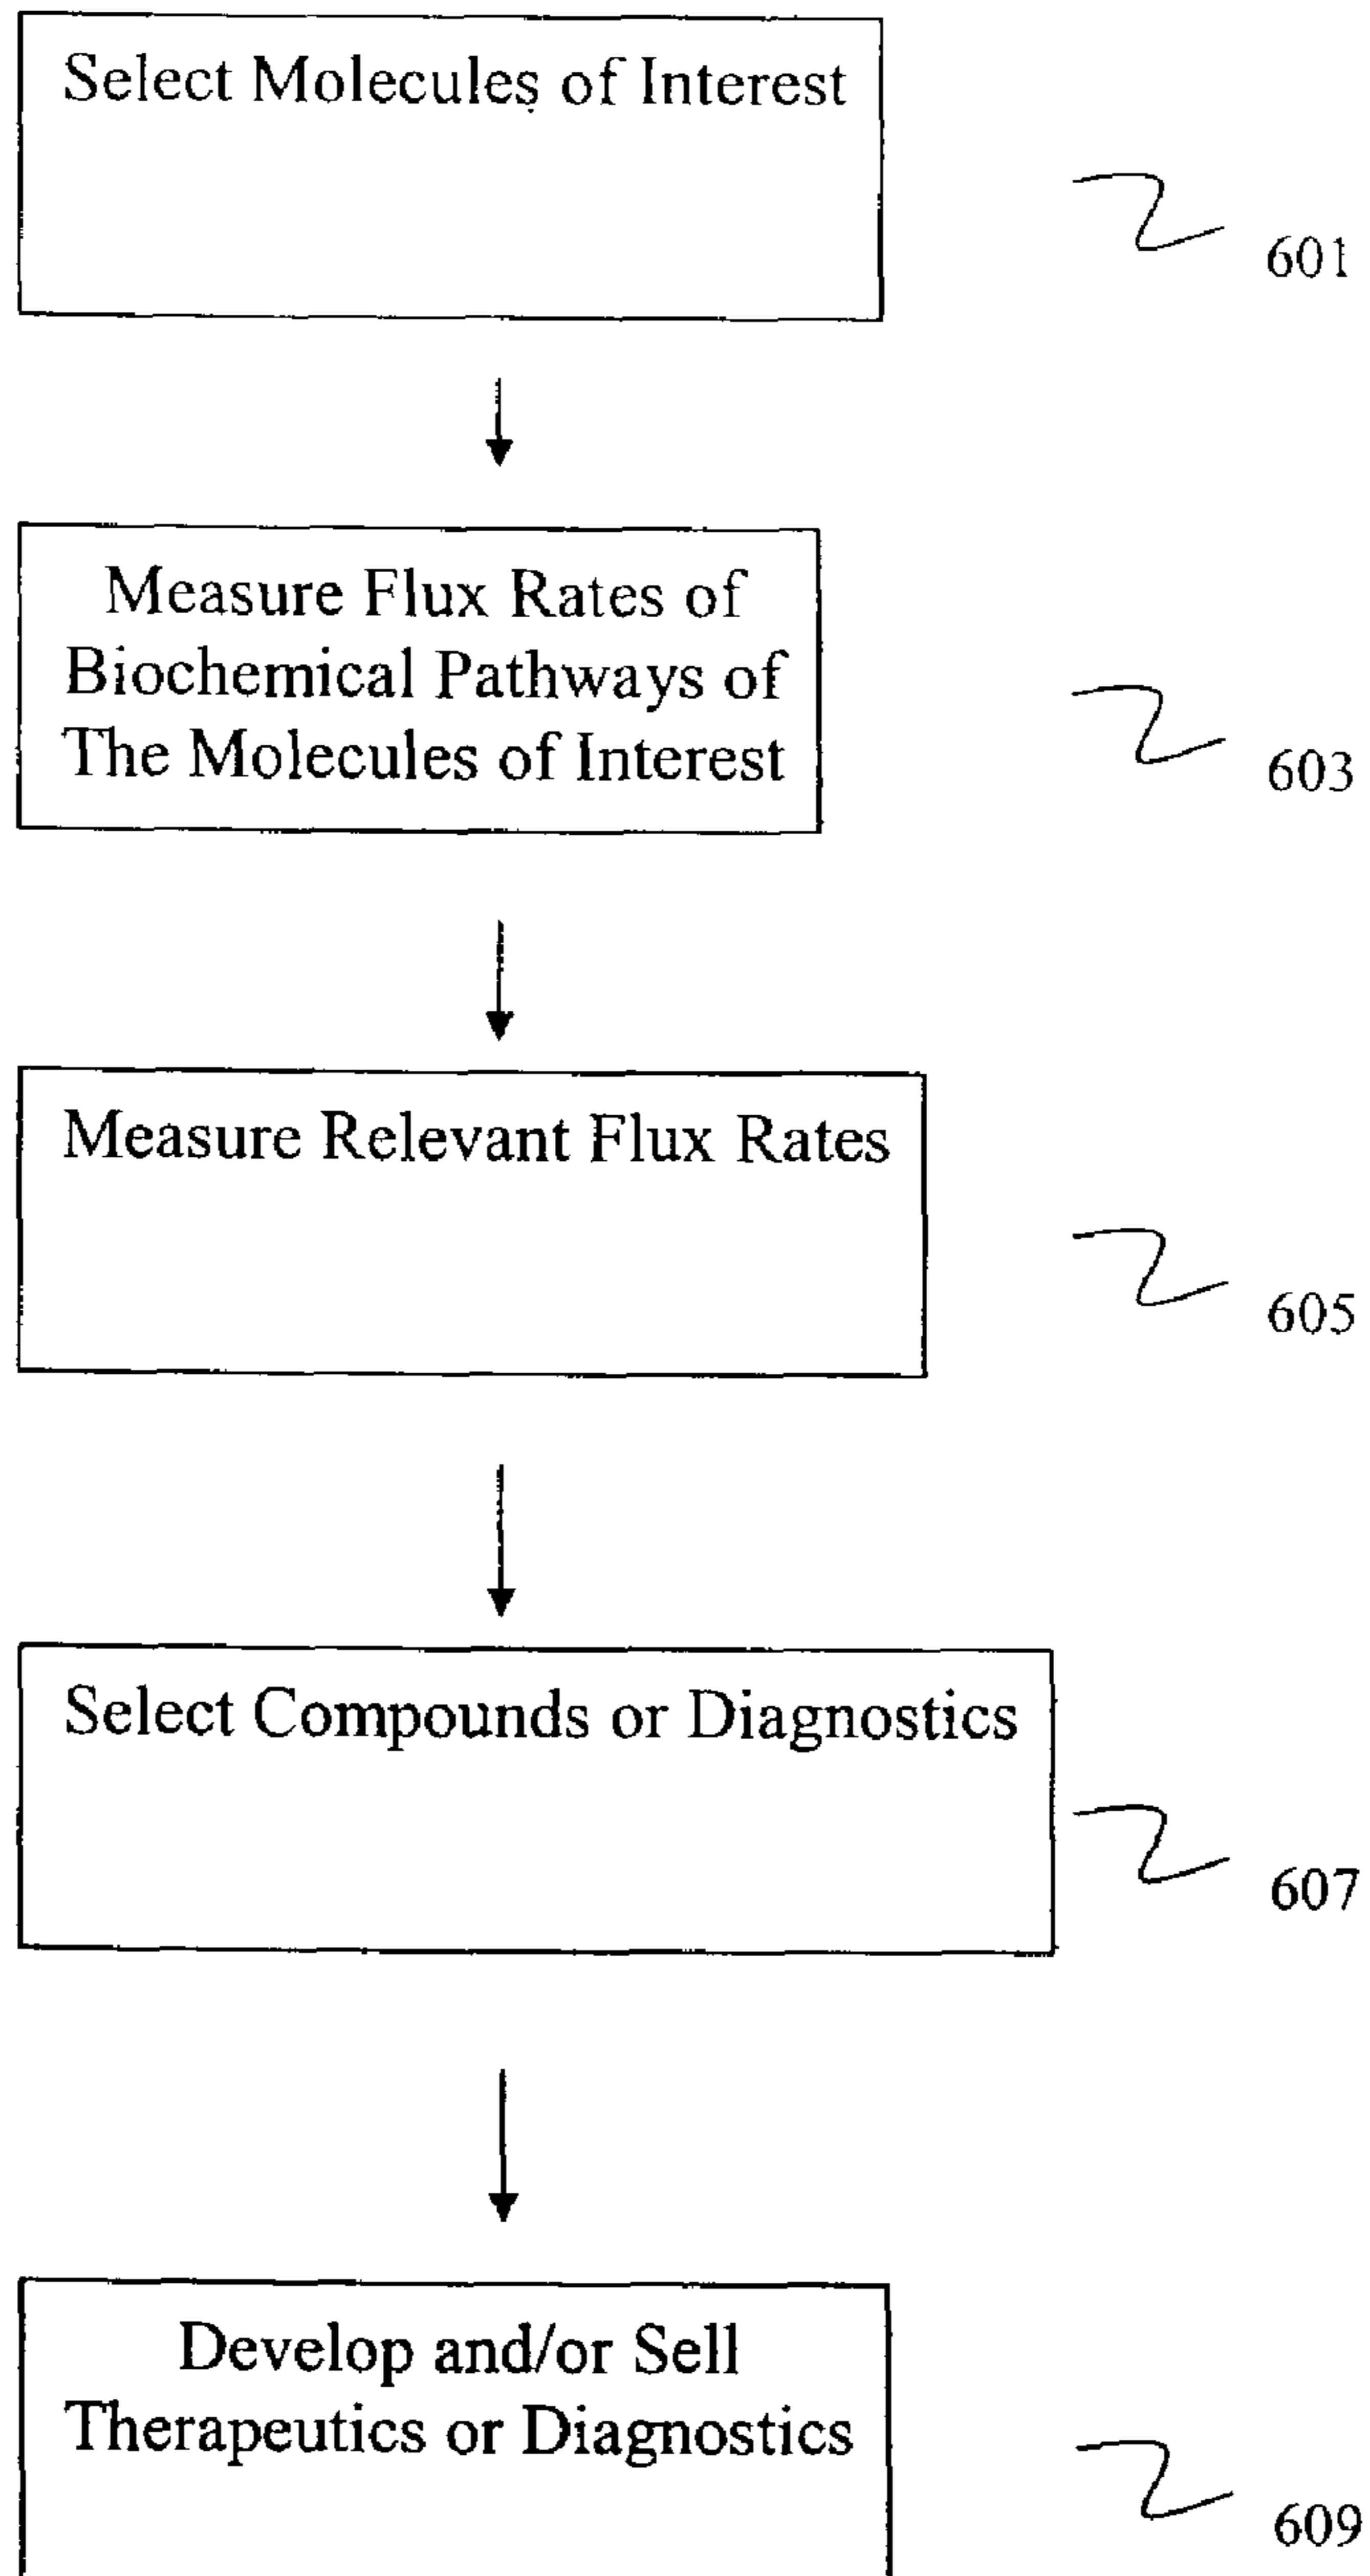 Select Molecules of Interest
601
Measure Flux Rates of
Biochemical Pathways of
The Molecules of Interest
603
Measure Relevant Flux Rates
605
Select Compounds or Diagnostics
607
Develop and/or Sell
Therapeutics or Diagnostics
609